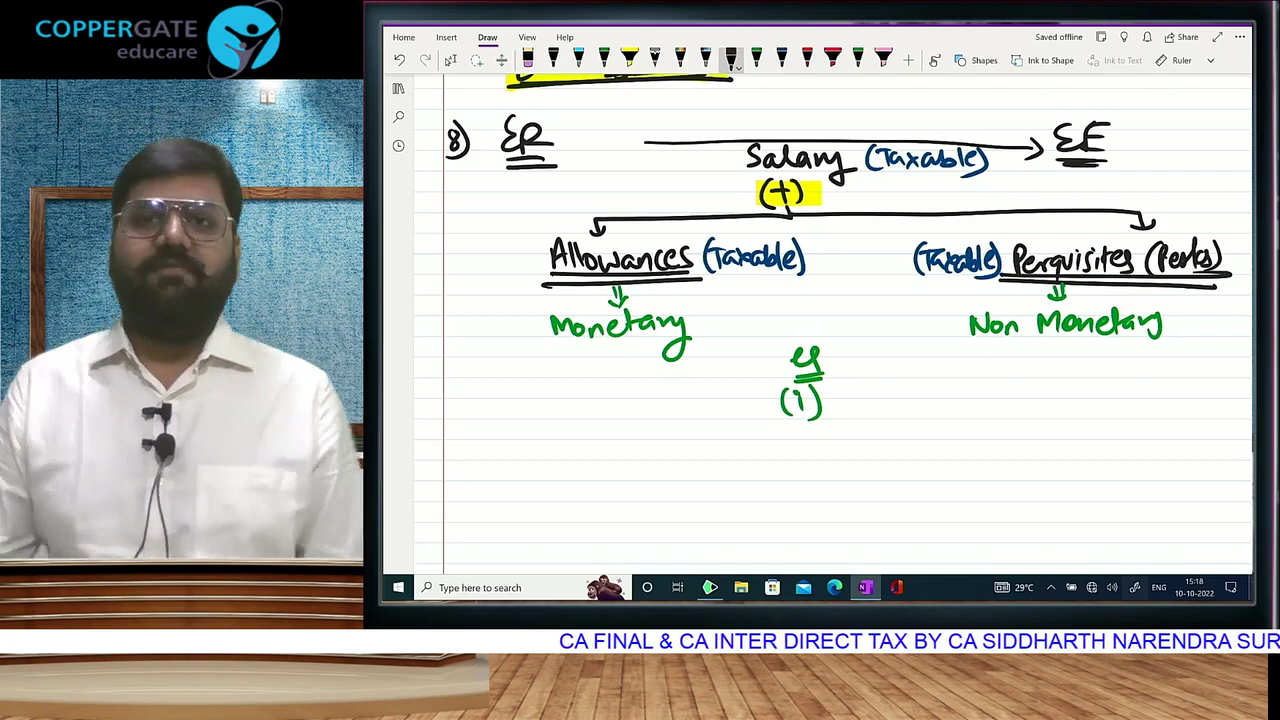 COPPERGATE
educare
Home Insert Draw View Help
Saved offline
Share
Shapes
Ink to Shape
Ink to Text
Ruler
8) ER EE
Salary (Taxable)
(+)
Allowances (Taxable)
(Taxable) Perquisites (Perks)
Monetary
Non Monetary
eg
(i)
Type here to search
29°C
ENG
15:18
10-10-2022
CA FINAL & CA INTER DIRECT TAX BY CA SIDDHARTH NARENDRA SUR